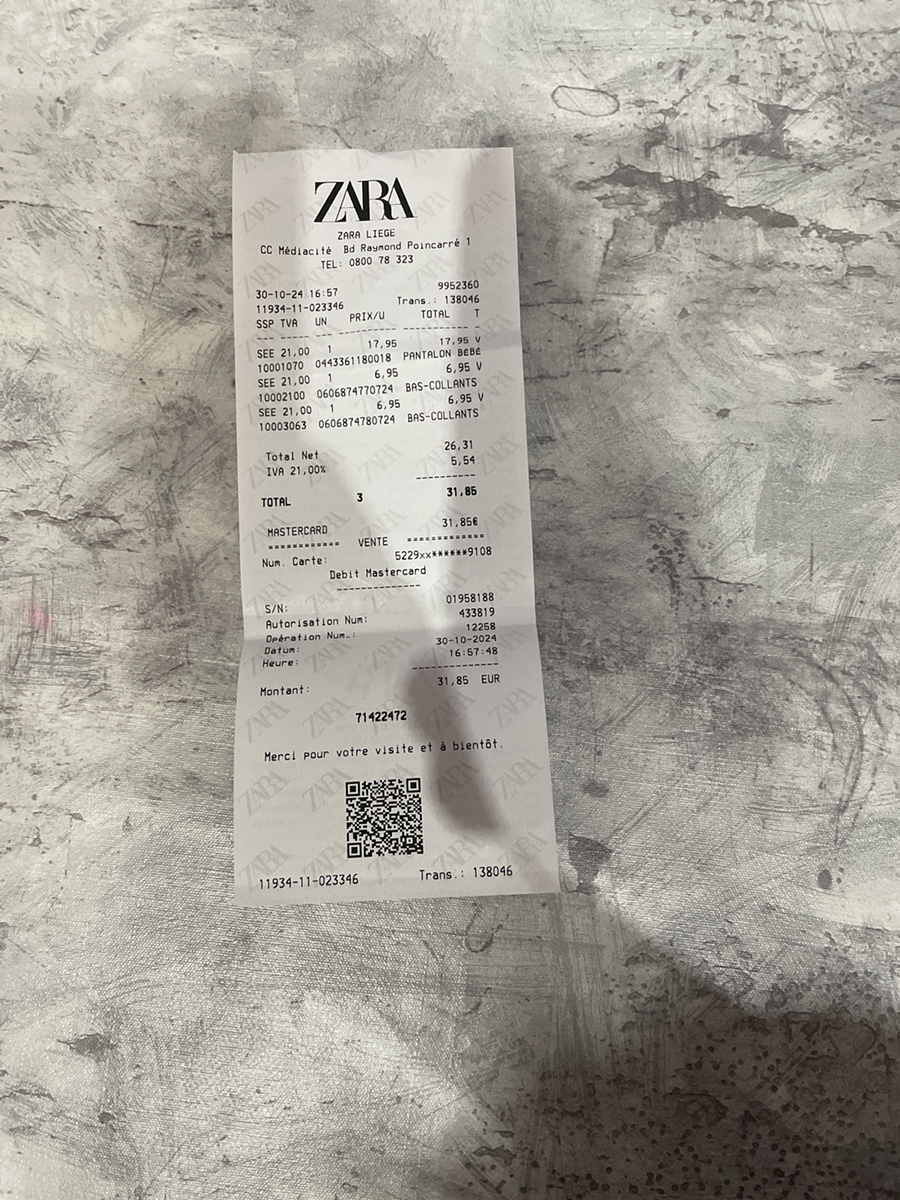 ZARA
ZARA LIEGE
CC Médiacité Bd Raymond Poincarré 1
TEL: 0800 78 323
30-10-24 16:57 9952360
11934-11-023346 Trans.: 138046
SSP TVA UN PRIX/U TOTAL T
SEE 21,00 1 17,95 17,95 V
10001070 0443361180018 PANTALON BEBE
SEE 21,00 1 6,95 6,95 V
10002100 0606874770724 BAS-COLLANTS
SEE 21,00 1 6,95 6,95 V
10003063 0606874780724 BAS-COLLANTS
Total Net 26,31
IVA 21,00% 5,54
TOTAL 3 31,85
MASTERCARD 31,85€
============ VENTE =============
Num. Carte: 5229xx******9108
Debit Mastercard
S/N: 01958188
Autorisation Num: 433819
Opération Num.: 12258
Datum: 30-10-2024
Heure: 16:57:48
Montant: 31,85 EUR
71422472
Merci pour votre visite et à bientôt.
11934-11-023346 Trans.: 138046